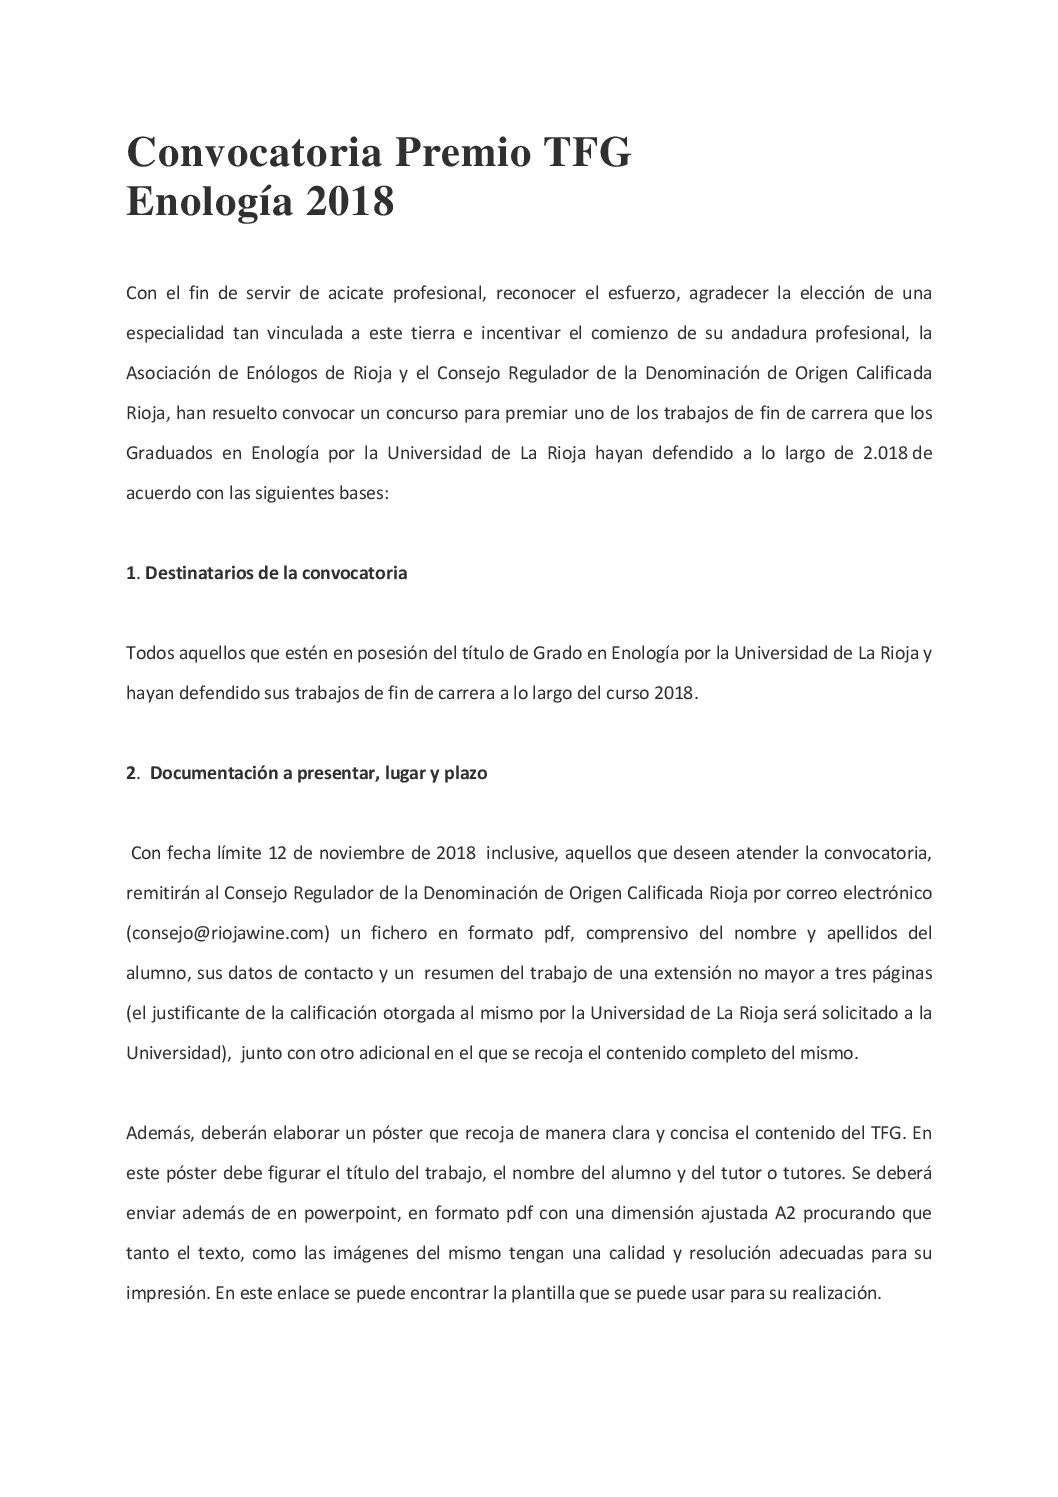 Convocatoria Premio TFG
Enología 2018
Con el fin de servir de acicate profesional, reconocer el esfuerzo, agradecer la elección de una
especialidad tan vinculada a este tierra e incentivar el comienzo de su andadura profesional, la
Asociación de Enólogos de Rioja y el Consejo Regulador de la Denominación de Origen Calificada
Rioja, han resuelto convocar un concurso para premiar uno de los trabajos de fin de carrera que los
Graduados en Enología por la Universidad de La Rioja hayan defendido a lo largo de 2.018 de
acuerdo con las siguientes bases:
1. Destinatarios de la convocatoria
Todos aquellos que estén en posesión del título de Grado en Enología por la Universidad de La Rioja y
hayan defendido sus trabajos de fin de carrera a lo largo del curso 2018.
2. Documentación a presentar, lugar y plazo
Con fecha límite 12 de noviembre de 2018 inclusive, aquellos que deseen atender la convocatoria,
remitirán al Consejo Regulador de la Denominación de Origen Calificada Rioja por correo electrónico
(consejo@riojawine.com) un fichero en formato pdf, comprensivo del nombre y apellidos del
alumno, sus datos de contacto y un resumen del trabajo de una extensión no mayor a tres páginas
(el justificante de la calificación otorgada al mismo por la Universidad de La Rioja será solicitado a la
Universidad), junto con otro adicional en el que se recoja el contenido completo del mismo.
Además, deberán elaborar un póster que recoja de manera clara y concisa el contenido del TFG. En
este póster debe figurar el título del trabajo, el nombre del alumno y del tutor o tutores. Se deberá
enviar además de en powerpoint, en formato pdf con una dimensión ajustada A2 procurando que
tanto el texto, como las imágenes del mismo tengan una calidad y resolución adecuadas para su
impresión. En este enlace se puede encontrar la plantilla que se puede usar para su realización.